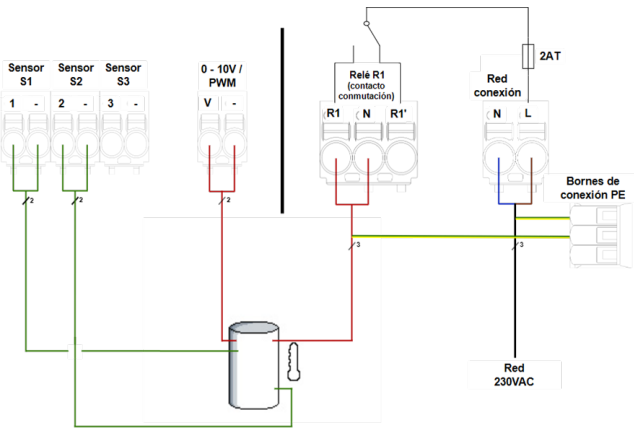 Sensor
S1
Sensor
S2
Sensor
S3
0 - 10V /
PWM
Relé R1
(contacto
conmutación)
2AT
Red
conexión
1 -
2 -
3 -
V -
R1 N R1'
N L
Bornes de
conexión PE
2
2
2
3
3
Red
230VAC